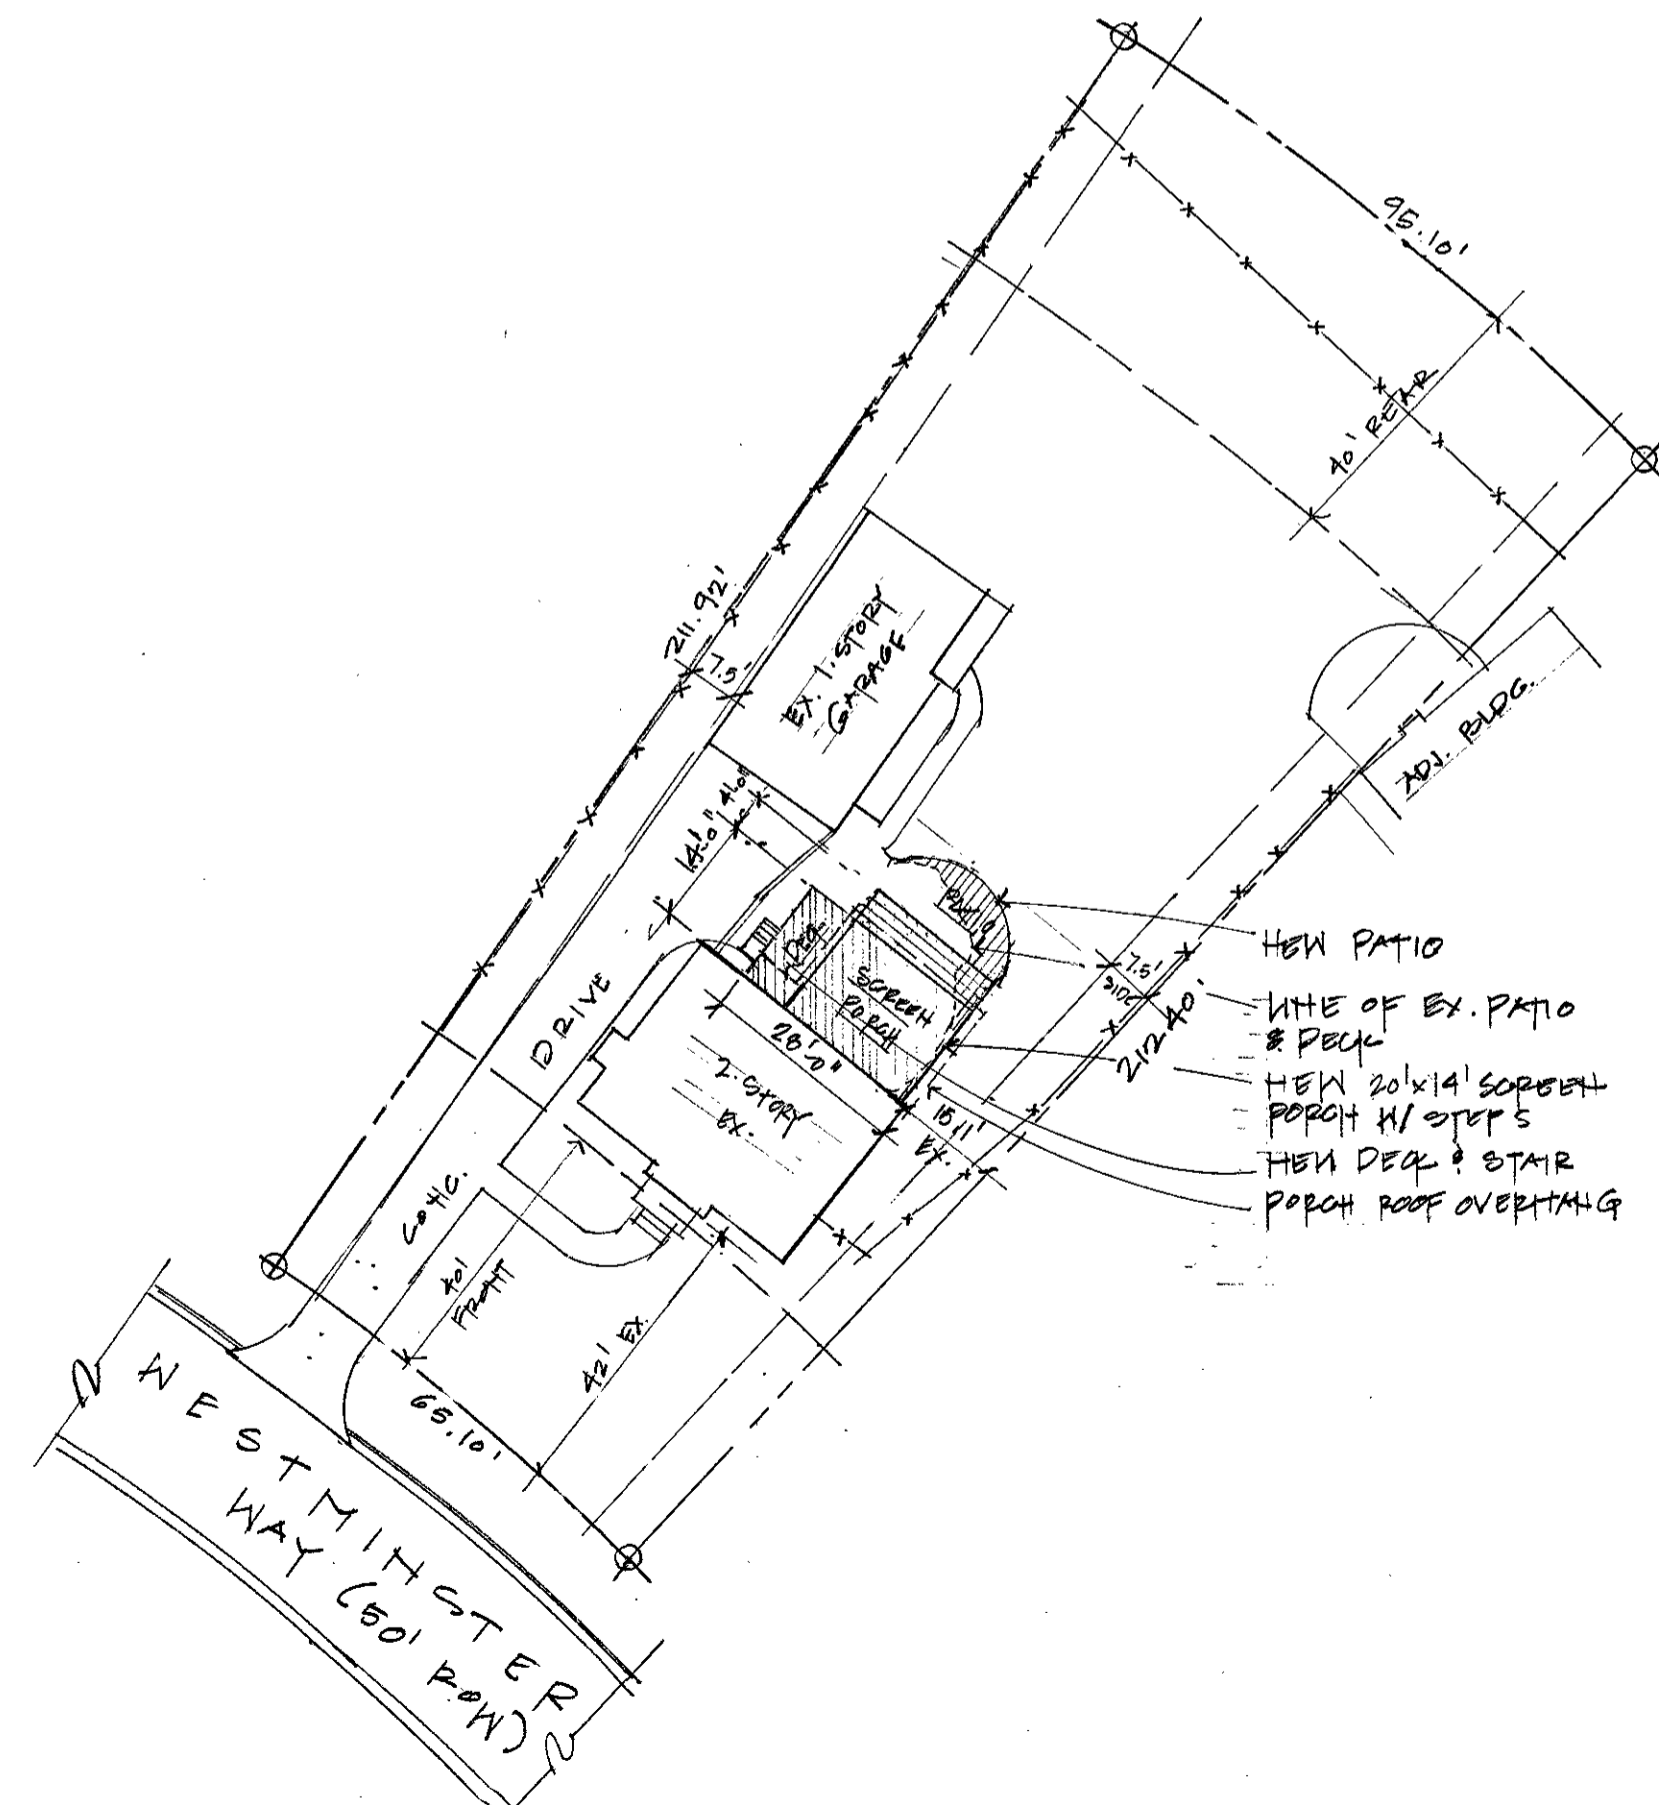 95.10'
40' REAR
211.92'
7.5'
EX. 1. STORY
GARAGE
ADJ. BLDG.
14'.0"
4'.0"
DECK
SCREEN
PORCH
28'.0"
2. STORY
EX.
15.11'
EX.
7.5'
SIDE
212.40'
NEW PATIO
LINE OF EX. PATIO
& DECK
NEW 20'x14' SCREEN
PORCH W/ STEPS
NEW DECK & STAIR
PORCH ROOF OVERHANG
DRIVE
CONC.
40'
FRONT
42' EX.
65.10'
WESTMINSTER
WAY (50' ROW)